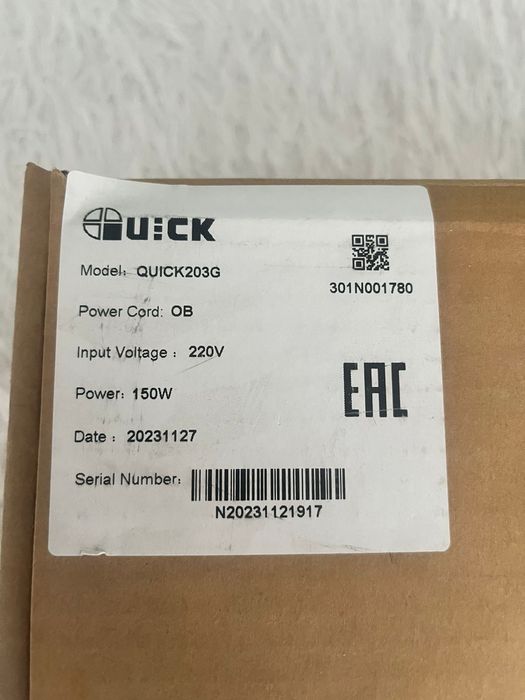 QUICK
Model: QUICK203G
301N001780
Power Cord: OB
Input Voltage : 220V
Power: 150W
EAC
Date : 20231127
Serial Number:
N20231121917